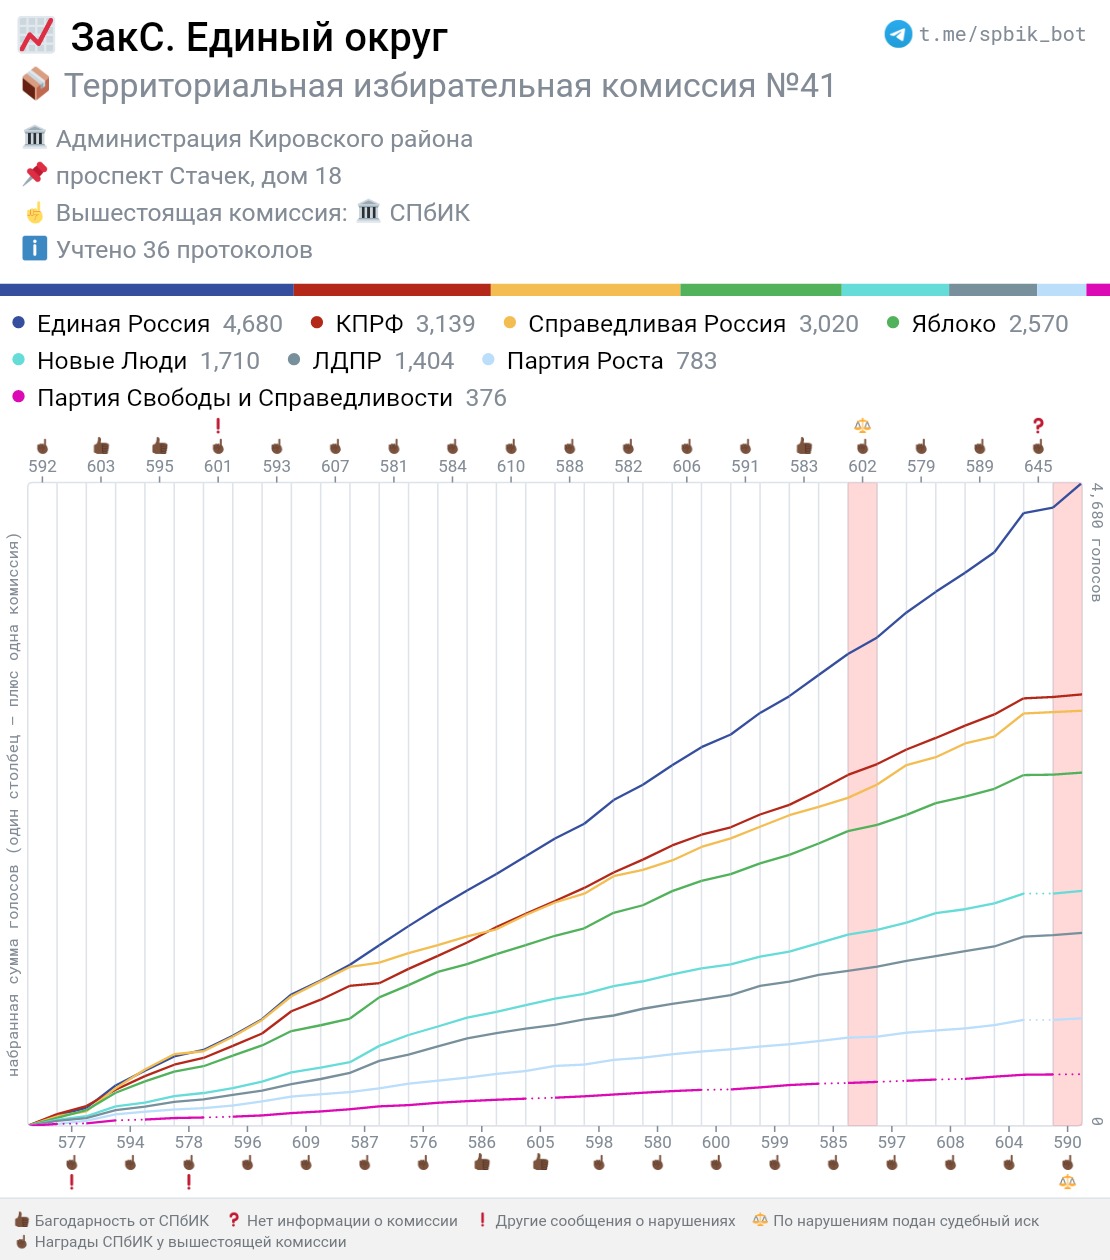 ЗакС. Единый округ
t.me/spbik_bot
Территориальная избирательная комиссия №41
Администрация Кировского района
проспект Стачек, дом 18
Вышестоящая комиссия: СПбИК
Учтено 36 протоколов
Единая Россия 4,680 КПРФ 3,139 Справедливая Россия 3,020 Яблоко 2,570
Новые Люди 1,710 ЛДПР 1,404 Партия Роста 783
Партия Свободы и Справедливости 376
592 603 595 601 593 607 581 584 610 588 582 606 591 583 602 579 589 645
4,680 голосов
набранная сумма голосов (один столбец – плюс одна комиссия)
0
577 594 578 596 609 587 576 586 605 598 580 600 599 585 597 608 604 590
Багодарность от СПбИК Нет информации о комиссии Другие сообщения о нарушениях По нарушениям подан судебный иск
Награды СПбИК у вышестоящей комиссии